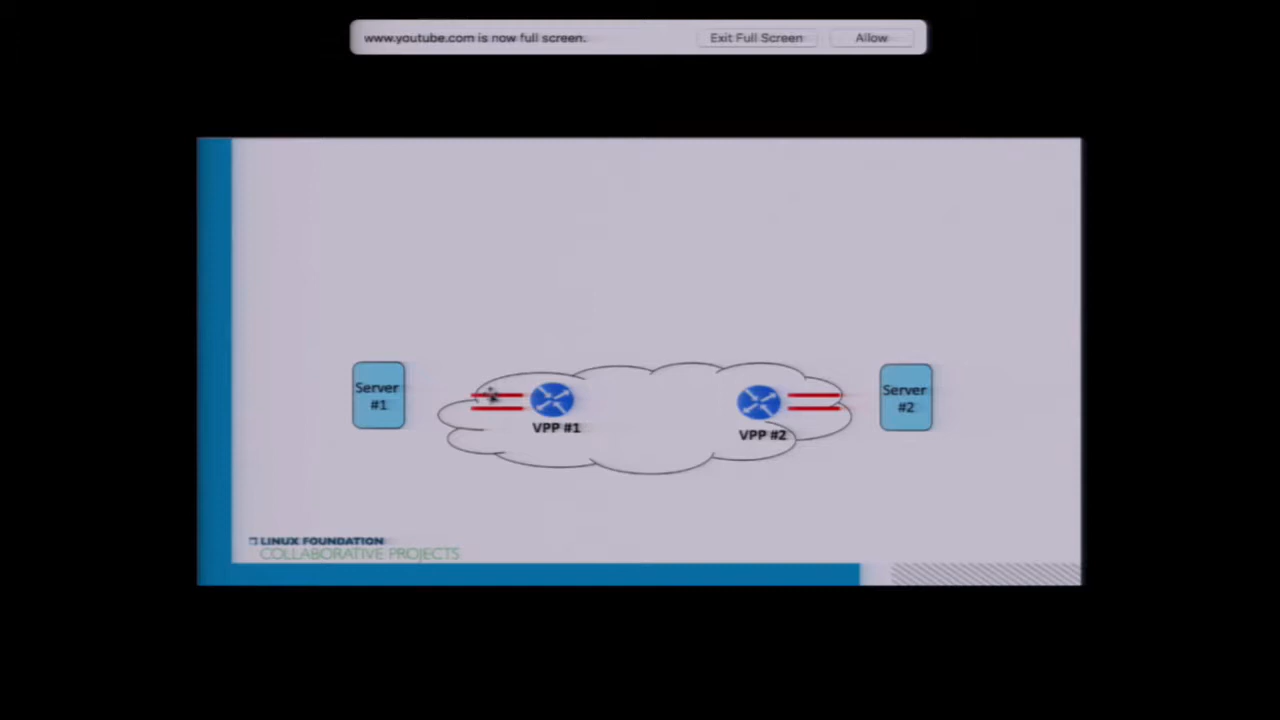 www.youtube.com is now full screen.
Exit Full Screen
Allow
Server
#1
VPP #1
VPP #2
Server
#2
LINUX FOUNDATION
COLLABORATIVE PROJECTS